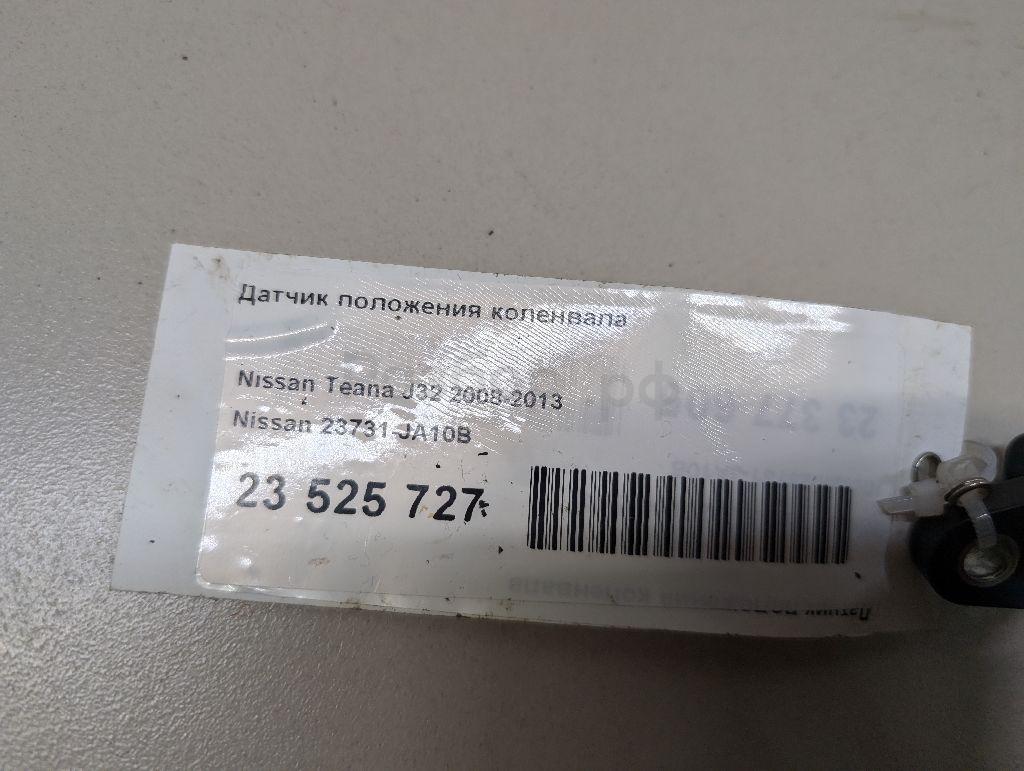 Датчик положения коленвала
Nissan Teana J32 2008-2013
Nissan 23731-JA10B
23 525 727